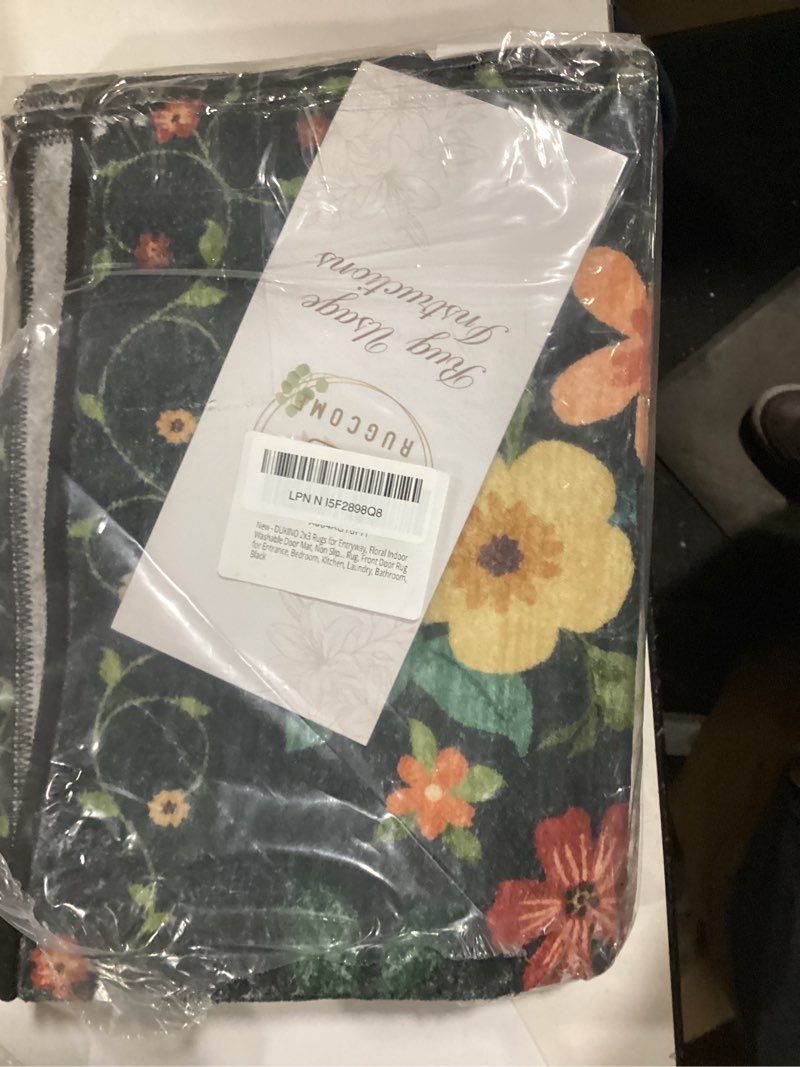 Rug Usage
Instructions
RUGCOME
LPN N I5F2898Q8
New - DUKINO 2x3 Rugs for Entryway, Floral Indoor
Washable Door Mat, Non Slip... Rug, Front Door Rug
for Entrance, Bedroom, Kitchen, Laundry, Bathroom,
Black